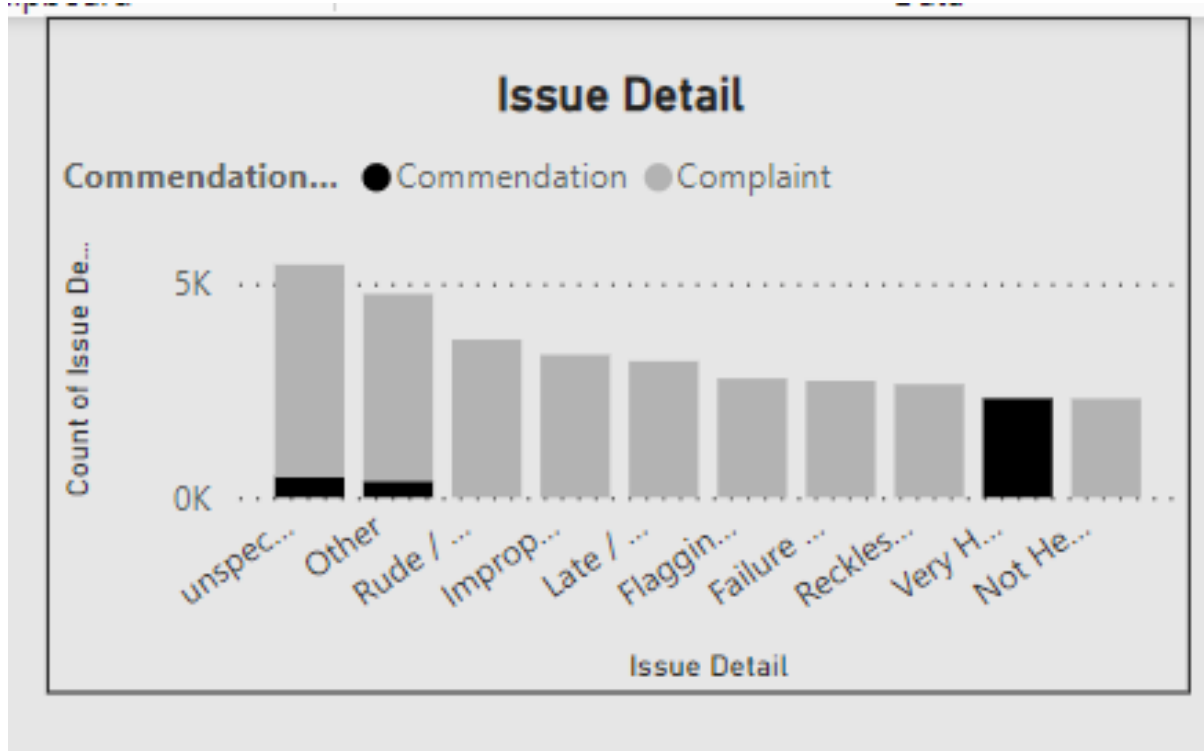 Issue Detail
Commendation... Commendation Complaint
Count of Issue De...
5K
0K
unspec...
Other
Rude / ...
Improp...
Late / ...
Flaggin...
Failure ...
Reckles...
Very H...
Not He...
Issue Detail